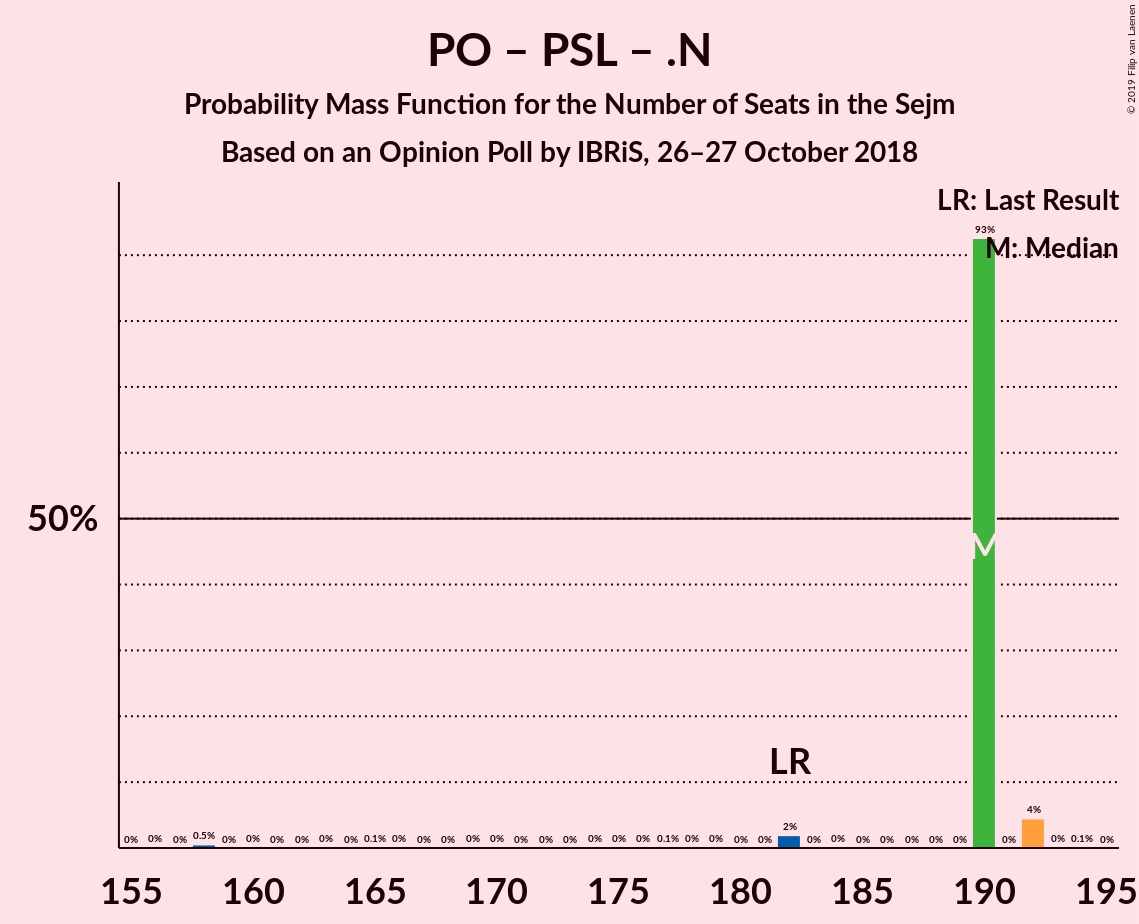 PO – PSL – .N
Probability Mass Function for the Number of Seats in the Sejm
Based on an Opinion Poll by IBRiS, 26–27 October 2018
© 2019 Filip van Laenen
LR: Last Result
M: Median
93%
50%
M
LR
0% 0% 0% 0.5% 0% 0% 0% 0% 0% 0% 0.1% 0% 0% 0% 0% 0% 0% 0% 0% 0% 0% 0% 0.1% 0% 0% 0% 0% 2% 0% 0% 0% 0% 0% 0% 0% 0% 4% 0% 0.1% 0%
155 160 165 170 175 180 185 190 195